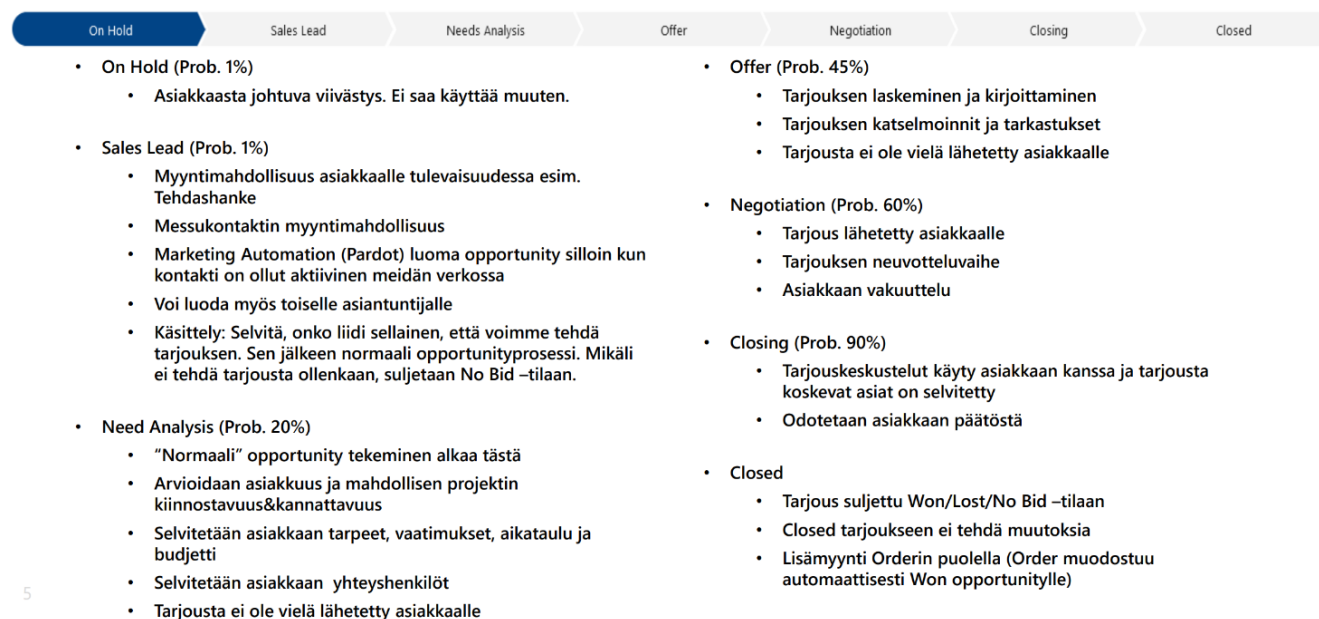 On Hold
Sales Lead
Needs Analysis
Offer
Negotiation
Closing
Closed
• On Hold (Prob. 1%)
• Asiakkaasta johtuva viivästys. Ei saa käyttää muuten.
• Sales Lead (Prob. 1%)
• Myyntimahdollisuus asiakkaalle tulevaisuudessa esim.
Tehdashanke
• Messukontaktin myyntimahdollisuus
• Marketing Automation (Pardot) luoma opportunity silloin kun
kontakti on ollut aktiivinen meidän verkossa
• Voi luoda myös toiselle asiantuntijalle
• Käsittely: Selvitä, onko liidi sellainen, että voimme tehdä
tarjouksen. Sen jälkeen normaali opportunityprosessi. Mikäli
ei tehdä tarjousta ollenkaan, suljetaan No Bid –tilaan.
• Need Analysis (Prob. 20%)
• “Normaali” opportunity tekeminen alkaa tästä
• Arvioidaan asiakkuus ja mahdollisen projektin
kiinnostavuus&kannattavuus
• Selvitetään asiakkaan tarpeet, vaatimukset, aikataulu ja
budjetti
• Selvitetään asiakkaan yhteyshenkilöt
• Tarjousta ei ole vielä lähetetty asiakkaalle
• Offer (Prob. 45%)
• Tarjouksen laskeminen ja kirjoittaminen
• Tarjouksen katselmoinnit ja tarkastukset
• Tarjousta ei ole vielä lähetetty asiakkaalle
• Negotiation (Prob. 60%)
• Tarjous lähetetty asiakkaalle
• Tarjouksen neuvotteluvaihe
• Asiakkaan vakuuttelu
• Closing (Prob. 90%)
• Tarjouskeskustelut käyty asiakkaan kanssa ja tarjousta
koskevat asiat on selvitetty
• Odotetaan asiakkaan päätöstä
• Closed
• Tarjous suljettu Won/Lost/No Bid –tilaan
• Closed tarjoukseen ei tehdä muutoksia
• Lisämyynti Orderin puolella (Order muodostuu
automaattisesti Won opportunitylle)
5